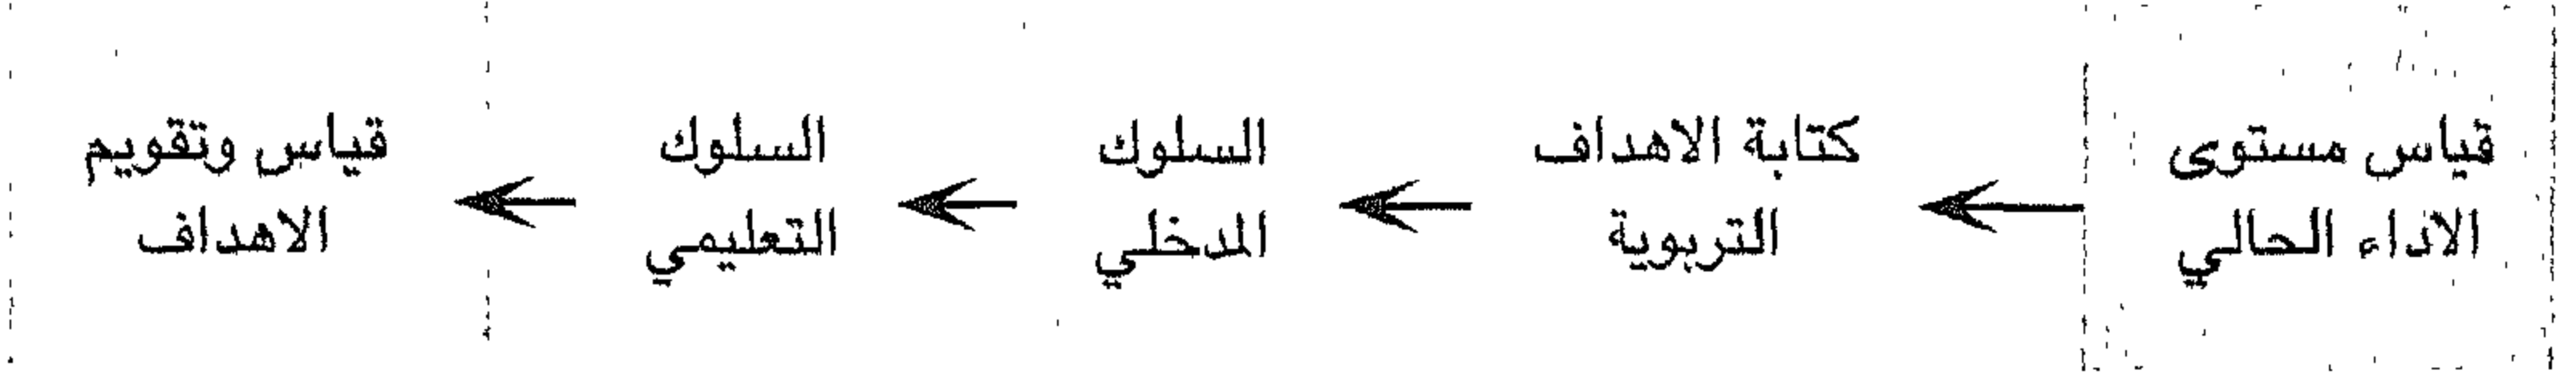 قياس مستوى
الاداء الحالي
كتابة الاهداف
التربوية
السلوك
المدخلي
السلوك
التعليمي
قياس وتقويم
الاهداف